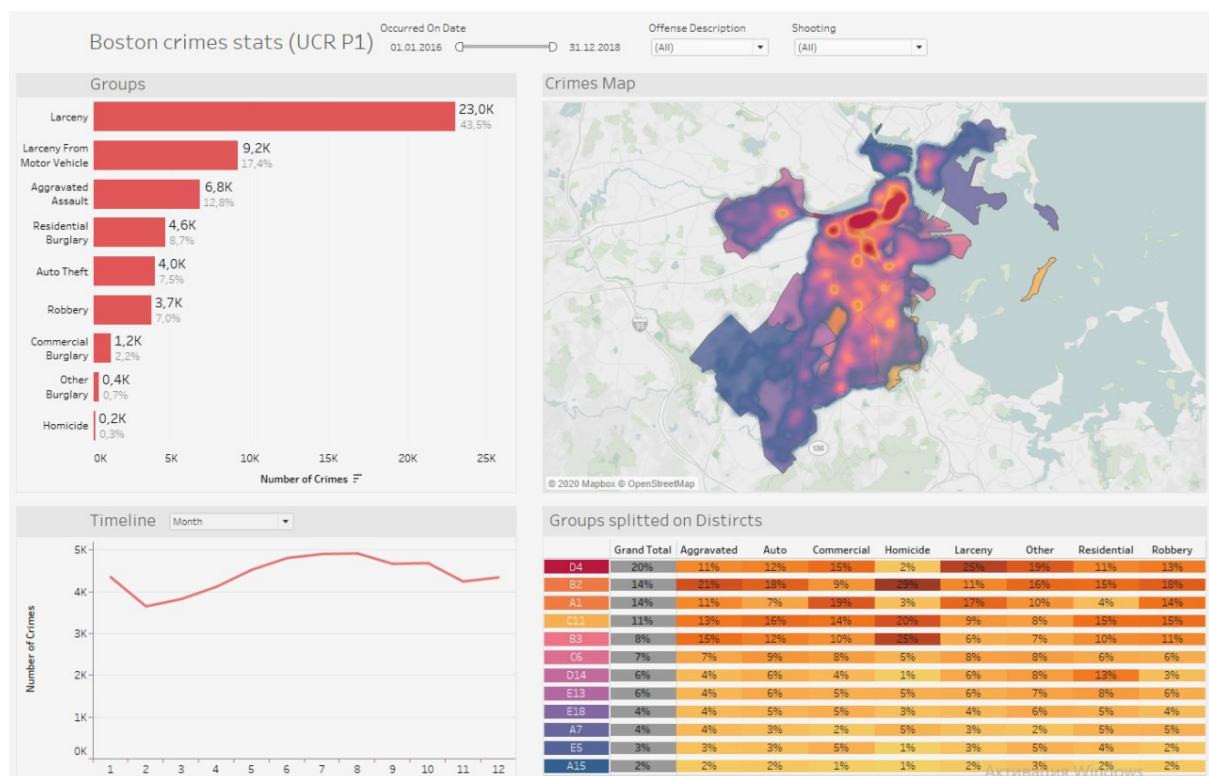 Boston crimes stats (UCR P1)
Occurred On Date
01.01.2016
31.12.2018
Offense Description
(All)
Shooting
(All)
Groups
Larceny
23,0K
43,5%
Larceny From
Motor Vehicle
9,2K
17,4%
Aggravated
Assault
6,8K
12,8%
Residential
Burglary
4,6K
8,7%
Auto Theft
4,0K
7,5%
Robbery
3,7K
7,0%
Commercial
Burglary
1,2K
2,2%
Other
Burglary
0,4K
0,7%
Homicide
0,2K
0,3%
0K 5K 10K 15K 20K 25K
Number of Crimes
Crimes Map
95
138
© 2020 Mapbox © OpenStreetMap
Timeline
Month
5K
4K
3K
2K
1K
0K
Number of Crimes
1 2 3 4 5 6 7 8 9 10 11 12
Groups splitted on Distircts
Grand Total Aggravated Auto Commercial Homicide Larceny Other Residential Robbery
D4 20% 11% 12% 15% 2% 25% 19% 11% 13%
B2 14% 21% 18% 9% 29% 11% 16% 15% 18%
A1 14% 11% 7% 19% 3% 17% 10% 4% 14%
C11 11% 13% 16% 14% 20% 9% 8% 15% 15%
B3 8% 15% 12% 10% 25% 6% 7% 10% 11%
C6 7% 7% 9% 8% 5% 8% 8% 6% 6%
D14 6% 4% 6% 4% 1% 6% 8% 13% 3%
E13 6% 4% 6% 5% 5% 6% 7% 8% 6%
E18 4% 4% 5% 5% 3% 4% 6% 5% 4%
A7 4% 4% 3% 2% 5% 3% 2% 5% 5%
E5 3% 3% 3% 5% 1% 3% 5% 4% 2%
A15 2% 2% 2% 1% 1% 2% 3% 2% 2%
Активация Windows